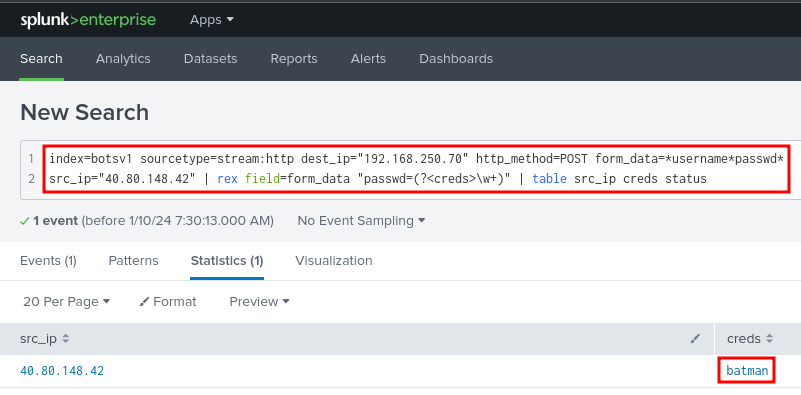 splunk>enterprise Apps
Search Analytics Datasets Reports Alerts Dashboards
New Search
1 index=botsv1 sourcetype=stream:http dest_ip="192.168.250.70" http_method=POST form_data=*username*passwd*
2 src_ip="40.80.148.42" | rex field=form_data "passwd=(?<creds>\w+)" | table src_ip creds status
1 event (before 1/10/24 7:30:13.000 AM) No Event Sampling
Events (1) Patterns Statistics (1) Visualization
20 Per Page Format Preview
src_ip creds
40.80.148.42 batman